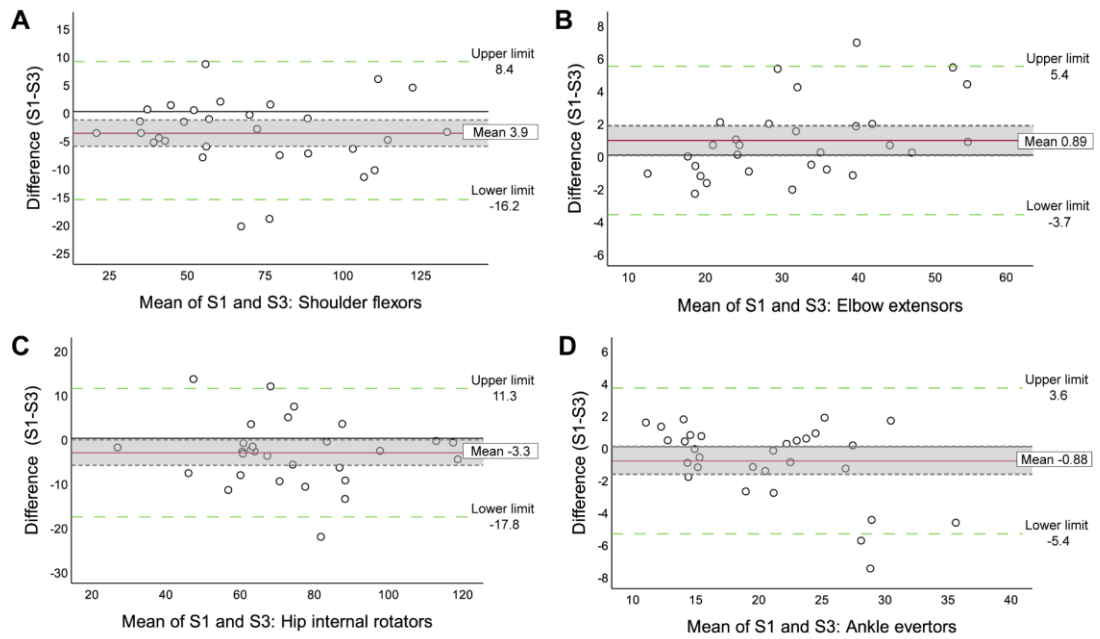 A
15
10
5
0
-5
-10
-15
-20
-25
Difference (S1-S3)
Upper limit
8.4
Mean 3.9
Lower limit
-16.2
25
50
75
100
125
Mean of S1 and S3: Shoulder flexors
B
8
6
4
2
0
-2
-4
-6
Difference (S1-S3)
Upper limit
5.4
Mean 0.89
Lower limit
-3.7
10
20
30
40
50
60
Mean of S1 and S3: Elbow extensors
C
20
10
0
-10
-20
-30
Difference (S1-S3)
Upper limit
11.3
Mean -3.3
Lower limit
-17.8
20
40
60
80
100
120
Mean of S1 and S3: Hip internal rotators
D
6
4
2
0
-2
-4
-6
-8
Difference (S1-S3)
Upper limit
3.6
Mean -0.88
Lower limit
-5.4
10
15
20
25
30
35
40
Mean of S1 and S3: Ankle evertors